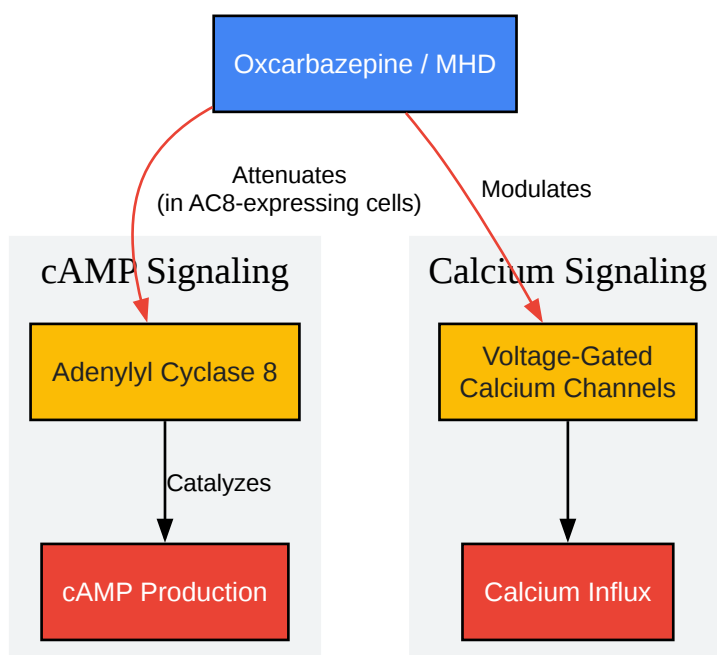 Oxcarbazepine / MHD
Attenuates
(in AC8-expressing cells)
Modulates
cAMP Signaling
Calcium Signaling
Adenylyl Cyclase 8
Voltage-Gated
Calcium Channels
Catalyzes
cAMP Production
Calcium Influx